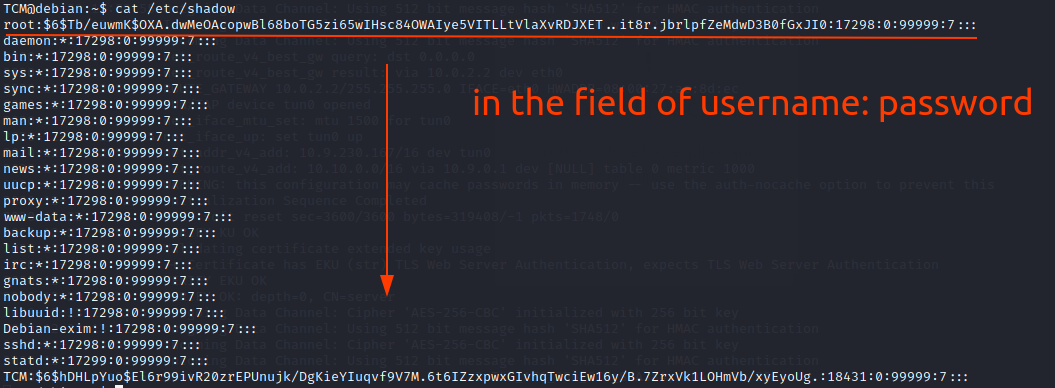 TCM@debian:~$ cat /etc/shadow
root:$6$Tb/euwmK$OXA.dwMeOAcopwBl68boTG5zi65wIHsc84OWAIye5VITLLtVlaXvRDJXET..it8r.jbrlpfZeMdwD3B0fGxJI0:17298:0:99999:7:::
daemon:*:17298:0:99999:7:::
bin:*:17298:0:99999:7:::
sys:*:17298:0:99999:7:::
sync:*:17298:0:99999:7:::
games:*:17298:0:99999:7:::
in the field of username: password
man:*:17298:0:99999:7:::
lp:*:17298:0:99999:7:::
mail:*:17298:0:99999:7:::
news:*:17298:0:99999:7:::
uucp:*:17298:0:99999:7:::
proxy:*:17298:0:99999:7:::
www-data:*:17298:0:99999:7:::
backup:*:17298:0:99999:7:::
list:*:17298:0:99999:7:::
irc:*:17298:0:99999:7:::
gnats:*:17298:0:99999:7:::
nobody:*:17298:0:99999:7:::
libuuid:!:17298:0:99999:7:::
Debian-exim:!:17298:0:99999:7:::
sshd:*:17298:0:99999:7:::
statd:*:17299:0:99999:7:::
TCM:$6$hDHLpYuo$El6r99ivR20zrEPUnujk/DgKieYIuqvf9V7M.6t6IZzxpwxGIvhqTwciEw16y/B.7ZrxVk1LOHmVb/xyEyoUg.:18431:0:99999:7:::